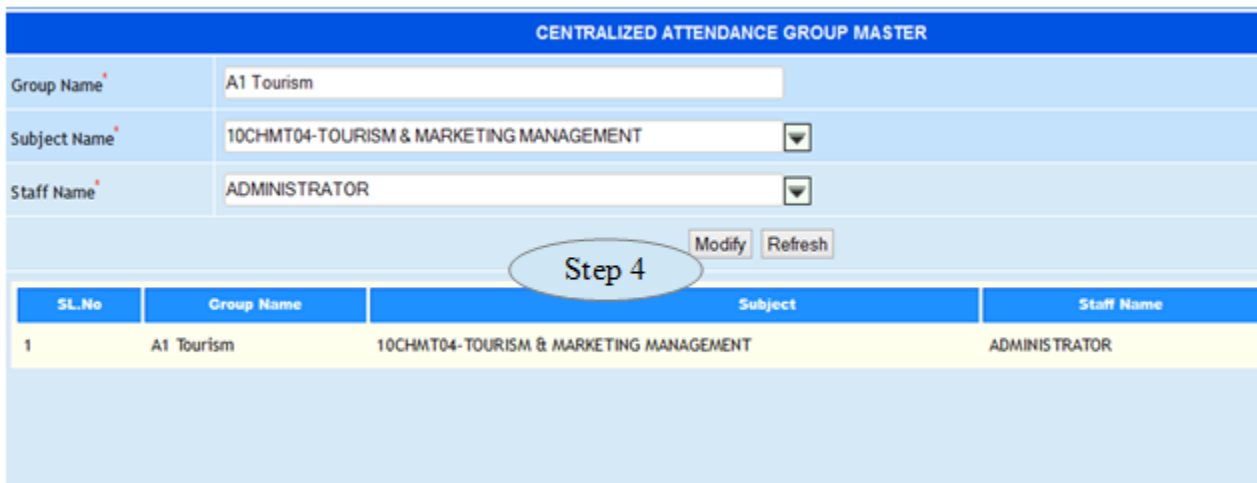 CENTRALIZED ATTENDANCE GROUP MASTER
Group Name* A1 Tourism
Subject Name* 10CHMT04-TOURISM & MARKETING MANAGEMENT
Staff Name* ADMINISTRATOR
Modify Refresh
Step 4
SL.No Group Name Subject Staff Name
1 A1 Tourism 10CHMT04-TOURISM & MARKETING MANAGEMENT ADMINISTRATOR